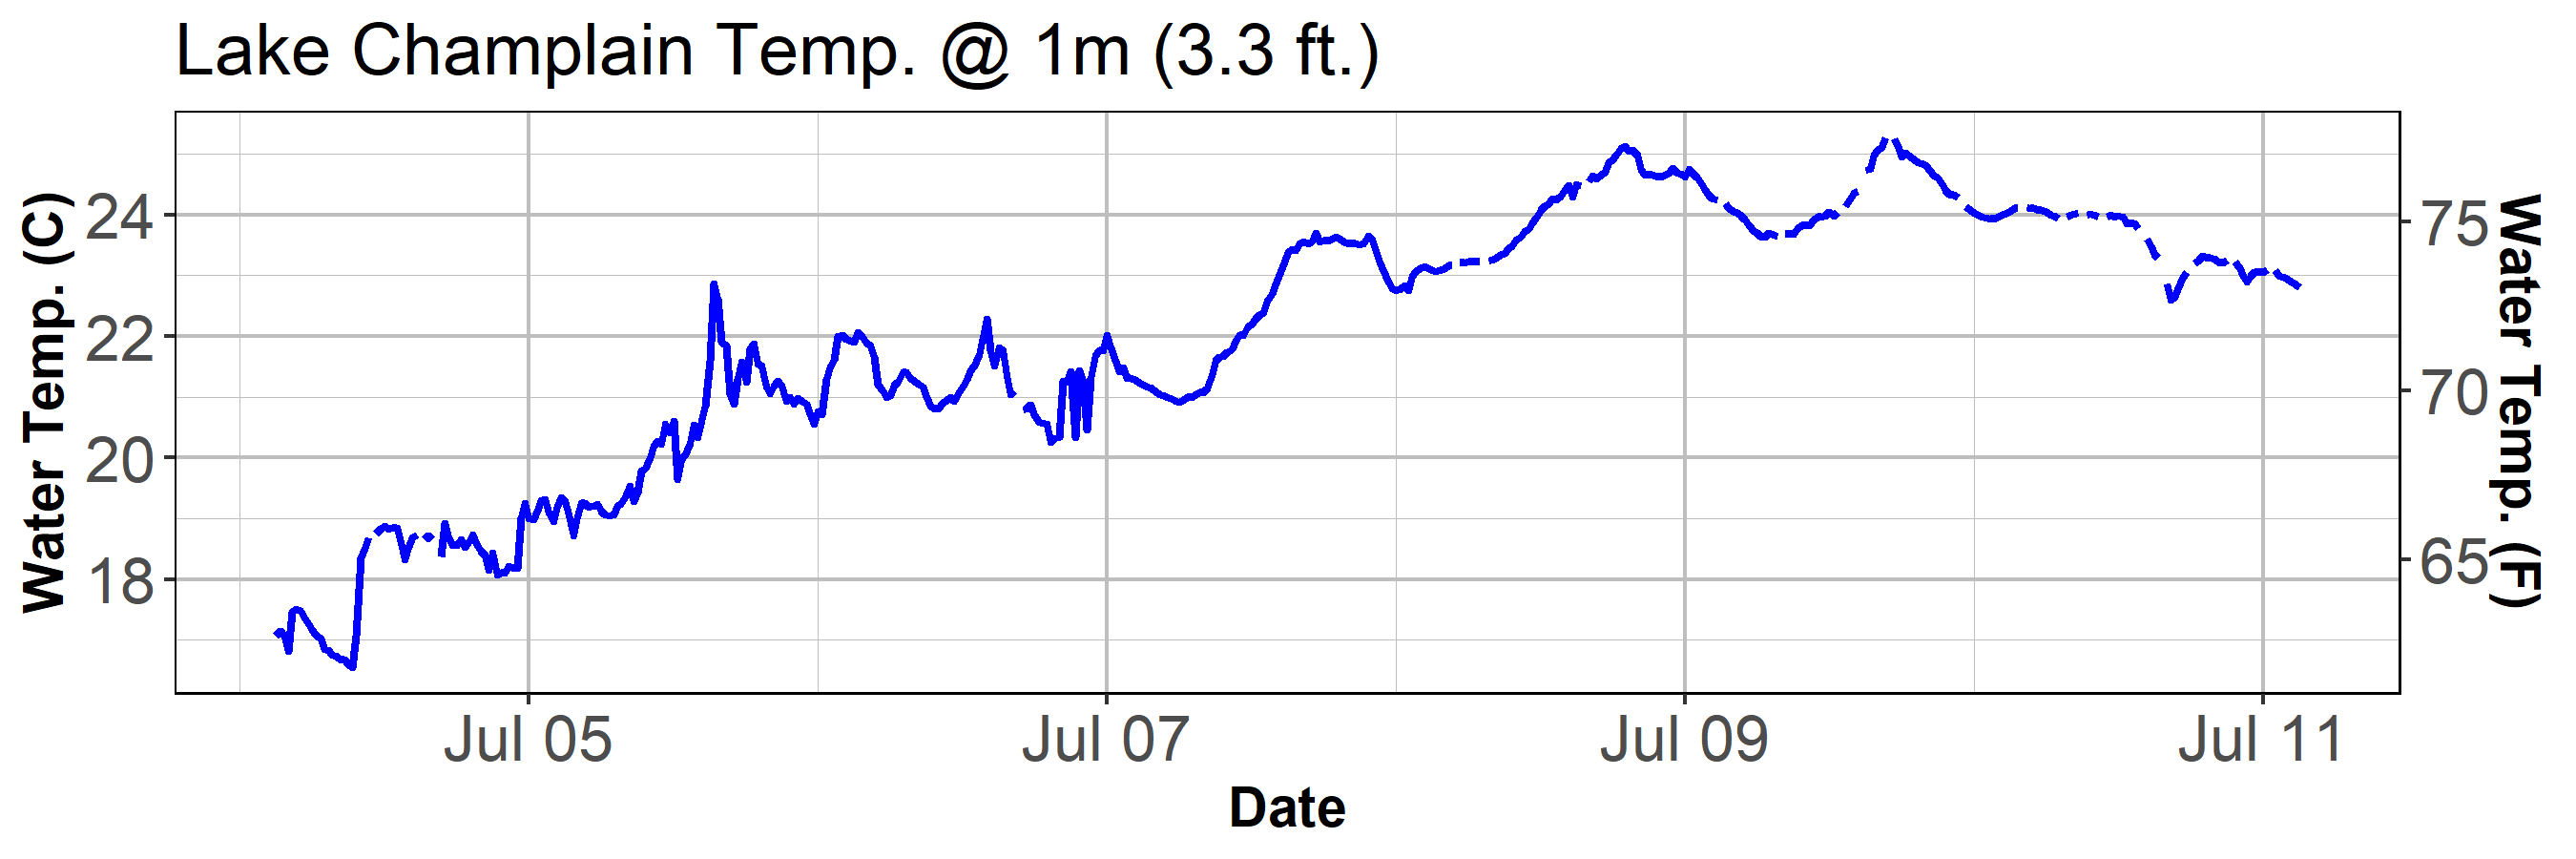 Lake Champlain Temp. @ 1m (3.3 ft.)
Water Temp. (C)
24
22
20
18
75
70
65
Water Temp. (F)
Jul 05
Jul 07
Jul 09
Jul 11
Date